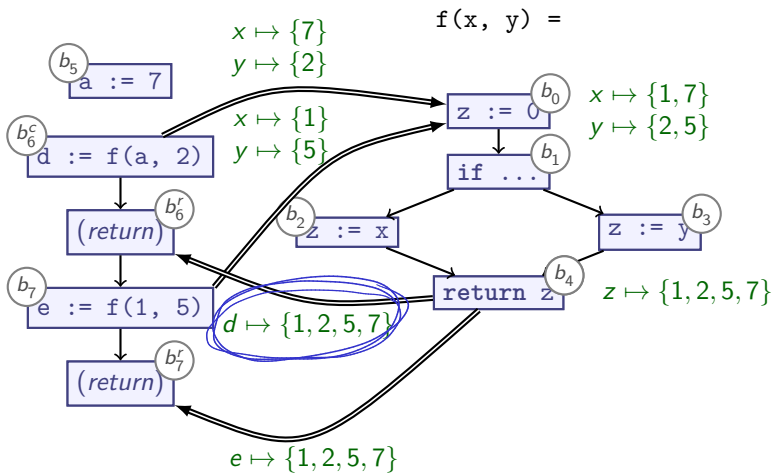 f(x, y) =
x ↦ {7}
y ↦ {2}
b₅
a := 7
b₀
z := 0
x ↦ {1, 7}
y ↦ {2, 5}
b₆ᶜ
d := f(a, 2)
x ↦ {1}
y ↦ {5}
b₁
if ...
b₆ʳ
(return)
b₂
z := x
b₃
z := y
b₇
e := f(1, 5)
d ↦ {1, 2, 5, 7}
b₄
return z
z ↦ {1, 2, 5, 7}
b₇ʳ
(return)
e ↦ {1, 2, 5, 7}